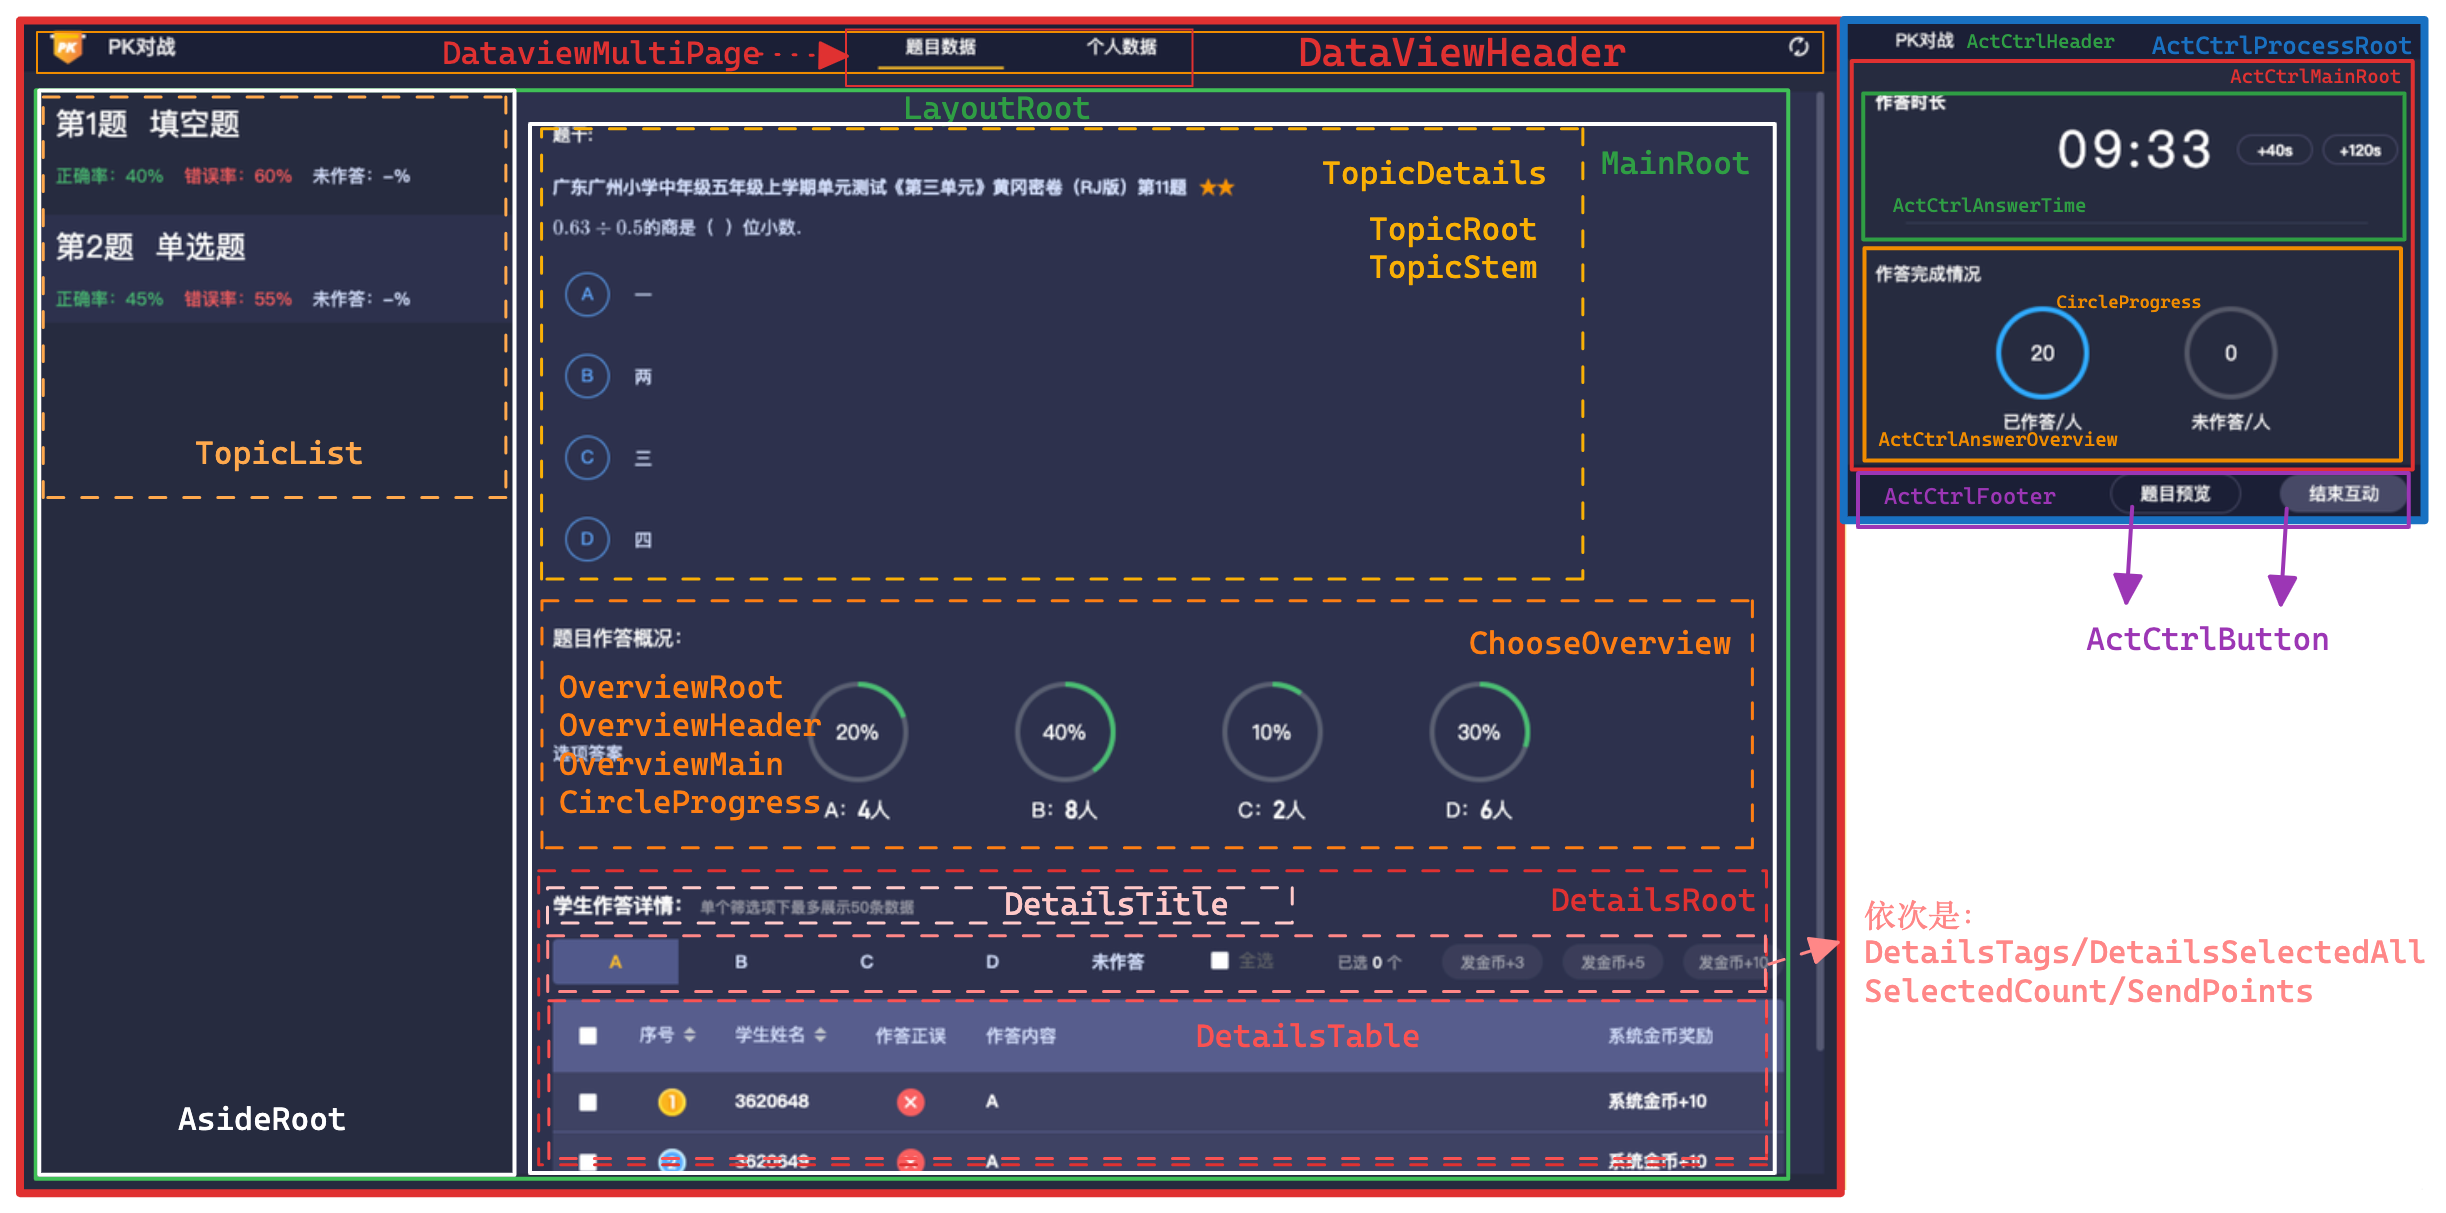 PK
PK对战
DataviewMultiPage
题目数据
个人数据
DataViewHeader
LayoutRoot
第1题 填空题
正确率：40% 错误率：60% 未作答：-%
第2题 单选题
正确率：45% 错误率：55% 未作答：-%
TopicList
AsideRoot
题干：
MainRoot
TopicDetails
广东广州小学中年级五年级上学期单元测试《第三单元》黄冈密卷（RJ版）第11题
TopicRoot
0.63 ÷ 0.5的商是（ ）位小数.
TopicStem
A 一
B 两
C 三
D 四
题目作答概况：
ChooseOverview
OverviewRoot
OverviewHeader
选项答案
OverviewMain
CircleProgress
20% 40% 10% 30%
A：4人 B：8人 C：2人 D：6人
学生作答详情： 单个筛选项下最多展示50条数据
DetailsTitle
DetailsRoot
A B C D 未作答 全选 已选 0 个 发金币+3 发金币+5 发金币+10
序号 学生姓名 作答正误 作答内容 系统金币奖励
DetailsTable
1 3620648 A 系统金币+10
2 3620649 A 系统金币+10
PK对战 ActCtrlHeader ActCtrlProcessRoot
ActCtrlMainRoot
作答时长
09:33 +40s +120s
ActCtrlAnswerTime
作答完成情况
CircleProgress
20 0
已作答/人 未作答/人
ActCtrlAnswerOverview
ActCtrlFooter 题目预览 结束互动
ActCtrlButton
依次是：
DetailsTags/DetailsSelectedAll
SelectedCount/SendPoints